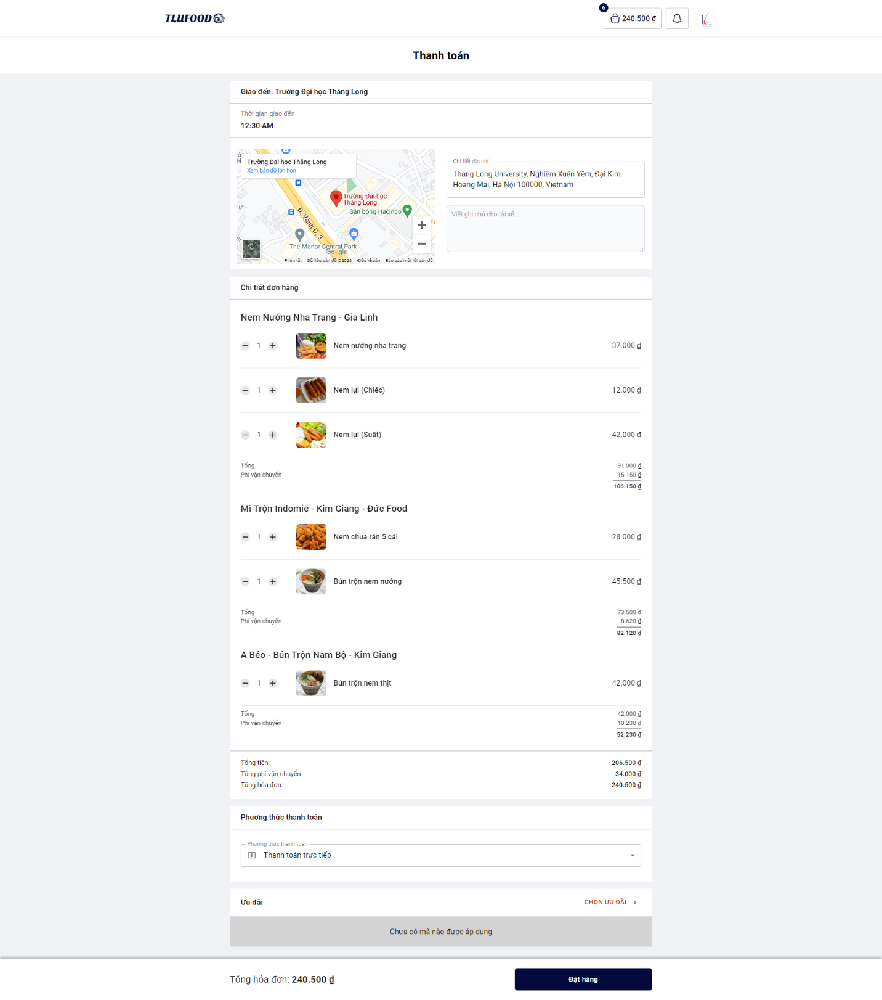 TLUFOOD
6
240.500 ₫
Thanh toán
Giao đến: Trường Đại học Thăng Long
Thời gian giao đến
12:30 AM
Trường Đại học Thăng Long
Xem bản đồ lớn hơn
Trường Đại học
Thăng Long
Sân bóng Hacinco
Đ. Vành Đ. 3
The Manor Central Park
Google
Phím tắt
Dữ liệu bản đồ ©2024
Điều khoản
Báo cáo một lỗi bản đồ
Chi tiết địa chỉ
Thang Long University, Nghiêm Xuân Yêm, Đại Kim,
Hoàng Mai, Hà Nội 100000, Vietnam
Viết ghi chú cho tài xế...
Chi tiết đơn hàng
Nem Nướng Nha Trang - Gia Linh
1 Nem nướng nha trang 37.000 ₫
1 Nem lụi (Chiếc) 12.000 ₫
1 Nem lụi (Suất) 42.000 ₫
Tổng 91.000 ₫
Phí vận chuyển 15.150 ₫
106.150 ₫
Mì Trộn Indomie - Kim Giang - Đức Food
1 Nem chua rán 5 cái 28.000 ₫
1 Bún trộn nem nướng 45.500 ₫
Tổng 73.500 ₫
Phí vận chuyển 8.620 ₫
82.120 ₫
A Béo - Bún Trộn Nam Bộ - Kim Giang
1 Bún trộn nem thịt 42.000 ₫
Tổng 42.000 ₫
Phí vận chuyển 10.230 ₫
52.230 ₫
Tổng tiền: 206.500 ₫
Tổng phí vận chuyển: 34.000 ₫
Tổng hóa đơn: 240.500 ₫
Phương thức thanh toán
Phương thức thanh toán
Thanh toán trực tiếp
Ưu đãi
CHỌN ƯU ĐÃI
Chưa có mã nào được áp dụng
Tổng hóa đơn: 240.500 ₫
Đặt hàng